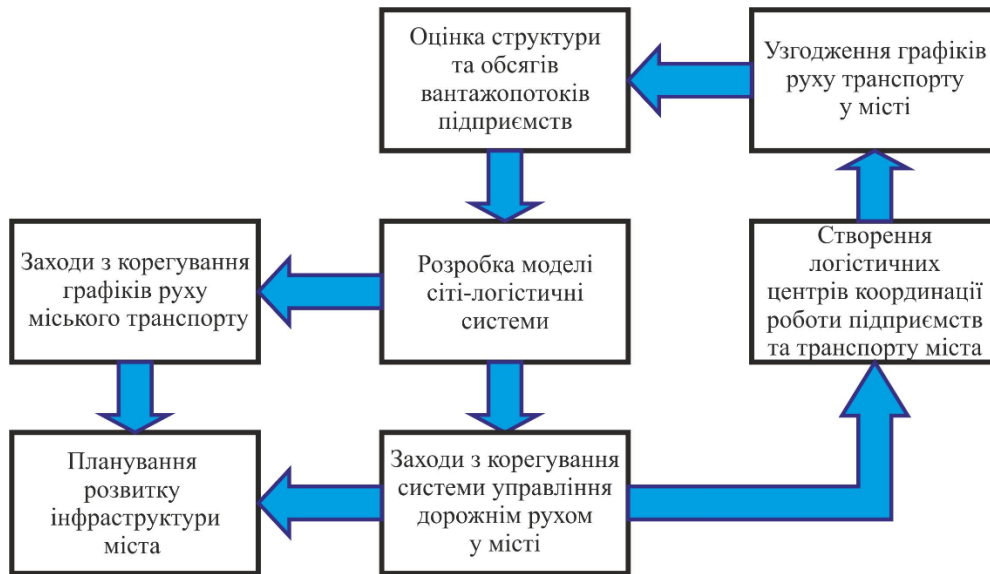 Оцінка структури
та обсягів
вантажопотоків
підприємств
Узгодження графіків
руху транспорту
у місті
Заходи з корегування
графіків руху
міського транспорту
Розробка моделі
сіті-логістичні
системи
Створення
логістичних
центрів координації
роботи підприємств
та транспорту міста
Планування
розвитку
інфраструктури
міста
Заходи з корегування
системи управління
дорожнім рухом
у місті